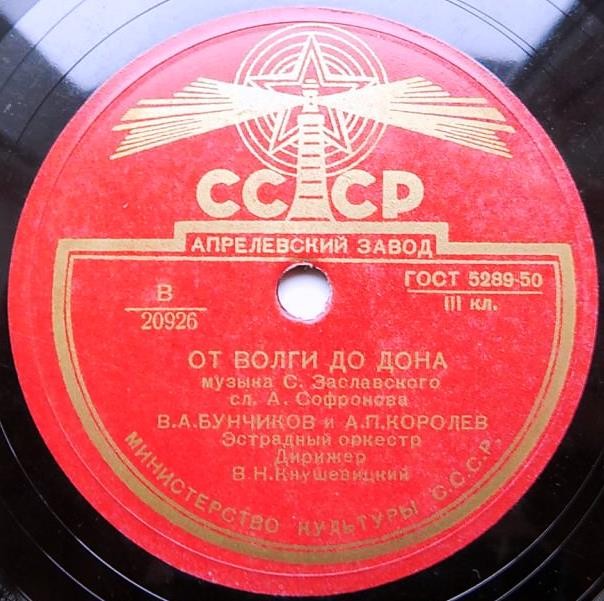 СССР
АПРЕЛЕВСКИЙ ЗАВОД
В
20926
ГОСТ 5289-50
III кл.
ОТ ВОЛГИ ДО ДОНА
музыка С. Заславского
сл. А. Софронова
В.А.БУНЧИКОВ и А.П.КОРОЛЕВ
Эстрадный оркестр
Дирижер
В.Н.Кнушевицкий
МИНИСТЕРСТВО КУЛЬТУРЫ С.С.С.Р.